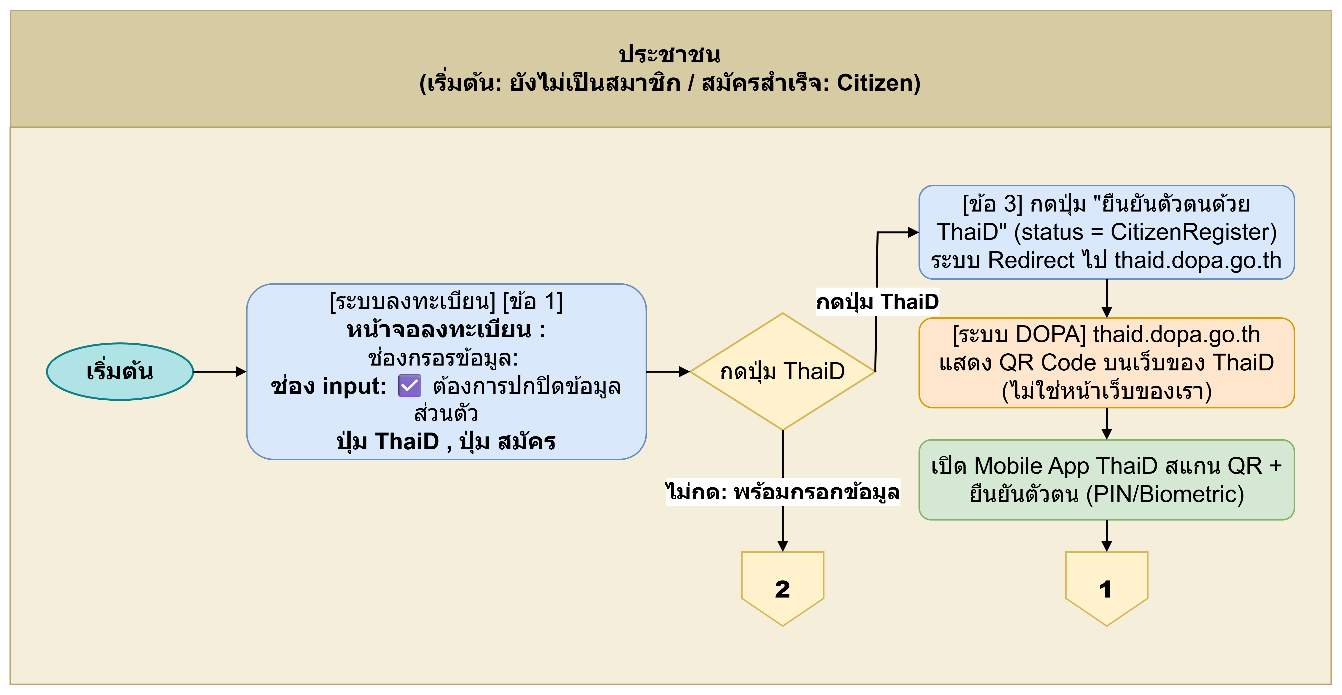 ประชาชน
(เริ่มต้น: ยังไม่เป็นสมาชิก / สมัครสำเร็จ: Citizen)
เริ่มต้น
[ระบบลงทะเบียน] [ข้อ 1]
หน้าจอลงทะเบียน :
ช่องกรอรข้อมูล:
ช่อง input: ☑ ต้องการปกปิดข้อมูล
ส่วนตัว
ปุ่ม ThaiD , ปุ่ม สมัคร
กดปุ่ม ThaiD
กดปุ่ม ThaiD
ไม่กด: พร้อมกรอกข้อมูล
2
[ข้อ 3] กดปุ่ม "ยืนยันตัวตนด้วย
ThaiD" (status = CitizenRegister)
ระบบ Redirect ไป thaid.dopa.go.th
[ระบบ DOPA] thaid.dopa.go.th
แสดง QR Code บนเว็บของ ThaiD
(ไม่ใช่หน้าเว็บของเรา)
เปิด Mobile App ThaiD สแกน QR +
ยืนยันตัวตน (PIN/Biometric)
1